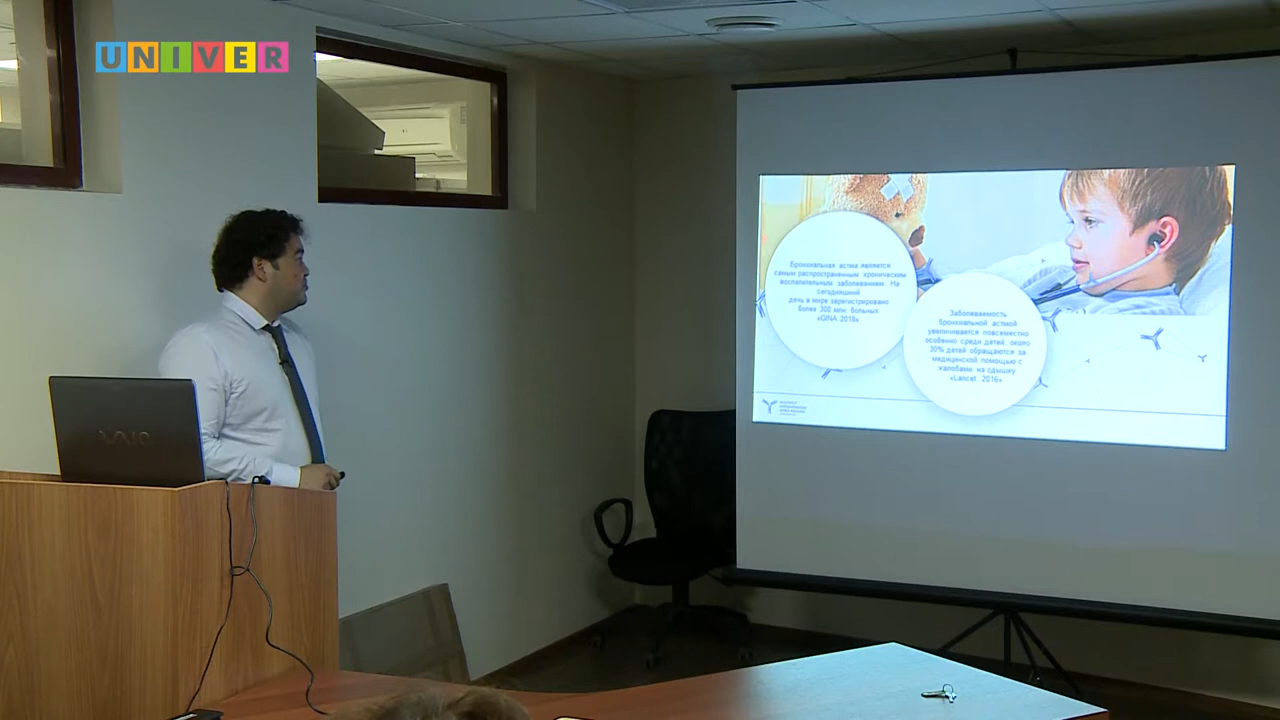 UNIVER
Бронхиальная астма является
самым распространенным хроническим
воспалительным заболеванием. На
сегодняшний
день в мире зарегистрировано
более 300 млн. больных
«GINA 2018»
Заболеваемость
бронхиальной астмой
увеличивается повсеместно
особенно среди детей, около
30% детей обращаются за
медицинской помощью с
жалобами на одышку
«Lancet, 2016»
ИНСТИТУТ
VAIO